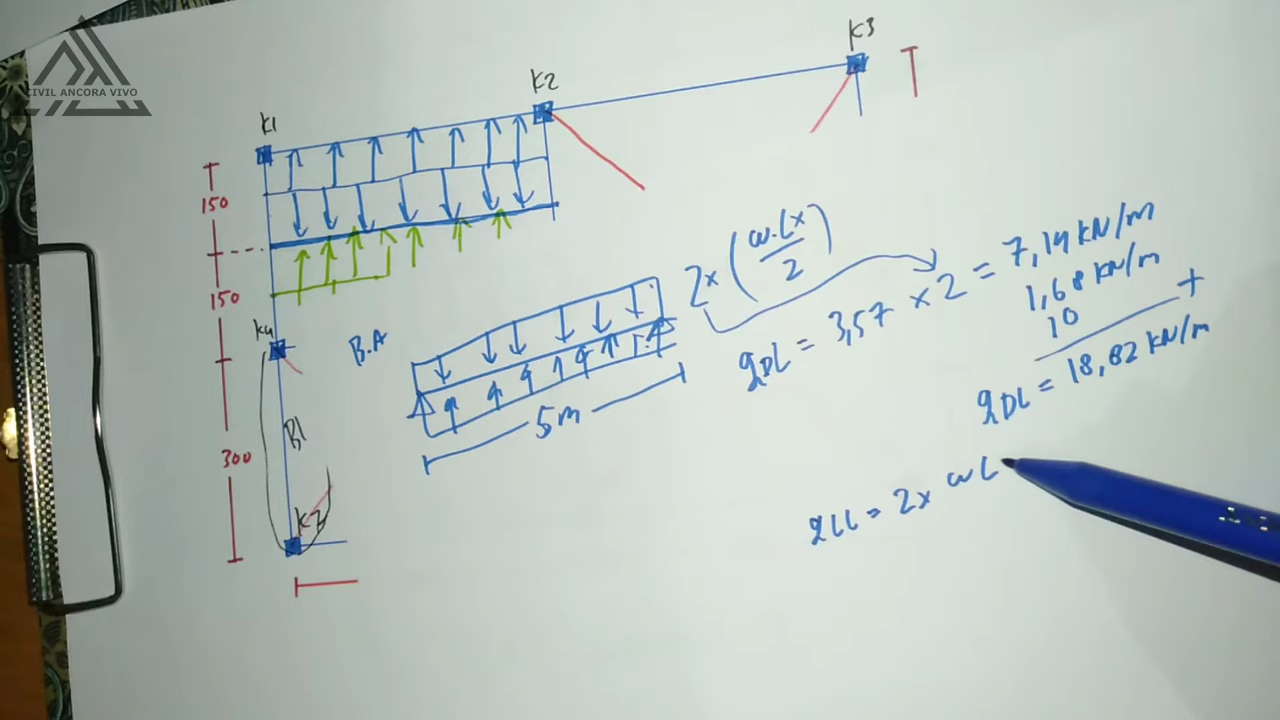 CIVIL ANCORA VIVO
K1
K2
K3
150
150
K4
B1
300
K7
B.A
5m
2x (w.Lx/2)
qDL = 3,57 x 2 = 7,14 kN/m
1,68 kN/m
10 +
qDL = 18,82 kN/m
qLL = 2x wL